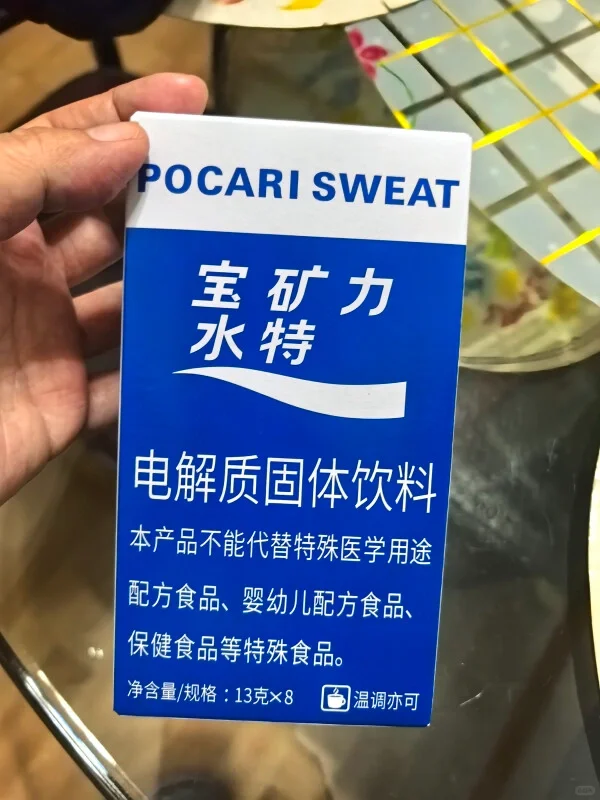 POCARI SWEAT
宝矿力
水特
电解质固体饮料
本产品不能代替特殊医学用途
配方食品、婴幼儿配方食品、
保健食品等特殊食品。
净含量/规格：13克×8 温调亦可